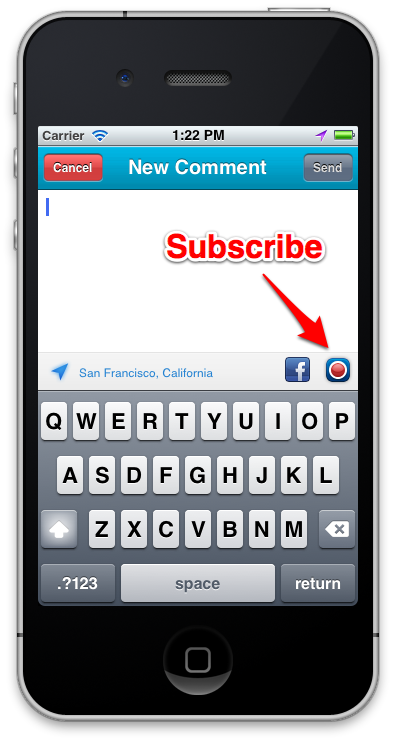 Carrier 1:22 PM
Cancel New Comment Send
Subscribe
San Francisco, California f
Q W E R T Y U I O P
A S D F G H J K L
Z X C V B N M
.?123 space return